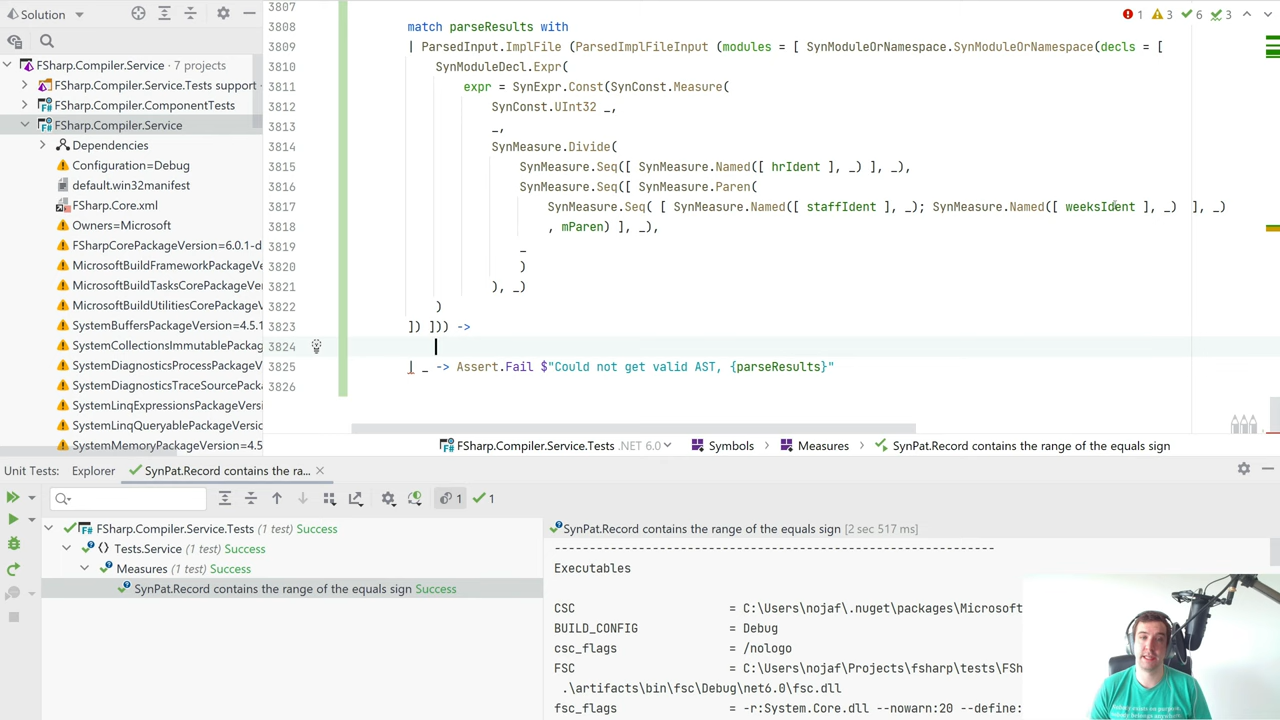 Solution
FSharp.Compiler.Service · 7 projects
FSharp.Compiler.Service.Tests support
FSharp.Compiler.ComponentTests
FSharp.Compiler.Service
Dependencies
Configuration=Debug
default.win32manifest
FSharp.Core.xml
Owners=Microsoft
FSharpCorePackageVersion=6.0.1-d
MicrosoftBuildFrameworkPackageVe
MicrosoftBuildTasksCorePackageV
MicrosoftBuildUtilitiesCorePackageV
SystemBuffersPackageVersion=4.5.1
SystemCollectionsImmutablePackag
SystemDiagnosticsProcessPackageV
SystemDiagnosticsTraceSourcePacka
SystemLinqExpressionsPackageVersi
SystemLinqQueryablePackageVersion
SystemMemoryPackageVersion=4.5
1 3 6 3
3807
3808 match parseResults with
3809 | ParsedInput.ImplFile (ParsedImplFileInput (modules = [ SynModuleOrNamespace.SynModuleOrNamespace(decls = [
3810 SynModuleDecl.Expr(
3811 expr = SynExpr.Const(SynConst.Measure(
3812 SynConst.UInt32 _,
3813 _,
3814 SynMeasure.Divide(
3815 SynMeasure.Seq([ SynMeasure.Named([ hrIdent ], _) ], _),
3816 SynMeasure.Seq([ SynMeasure.Paren(
3817 SynMeasure.Seq( [ SynMeasure.Named([ staffIdent ], _); SynMeasure.Named([ weeksIdent ], _) ], _)
3818 , mParen) ], _),
3819 _
3820 )
3821 ), _)
3822 )
3823 ]) ])) ->
3824
3825 | _ -> Assert.Fail $"Could not get valid AST, {parseResults}"
3826
FSharp.Compiler.Service.Tests .NET 6.0 Symbols Measures SynPat.Record contains the range of the equals sign
Unit Tests: Explorer SynPat.Record contains the ra...
1 1
FSharp.Compiler.Service.Tests (1 test) Success
Tests.Service (1 test) Success
Measures (1 test) Success
SynPat.Record contains the range of the equals sign Success
SynPat.Record contains the range of the equals sign [2 sec 517 ms]
---------------------------------------------------------------
Executables
CSC = C:\Users\nojaf\.nuget\packages\Microsoft
BUILD_CONFIG = Debug
csc_flags = /nologo
FSC = C:\Users\nojaf\Projects\fsharp\tests\FSh
.\artifacts\bin\fsc\Debug\net6.0\fsc.dll
fsc_flags = -r:System.Core.dll --nowarn:20 --define: